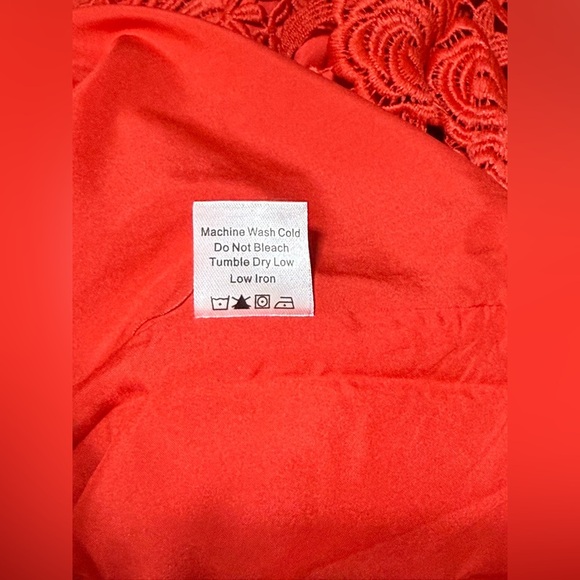 Machine Wash Cold
Do Not Bleach
Tumble Dry Low
Low Iron